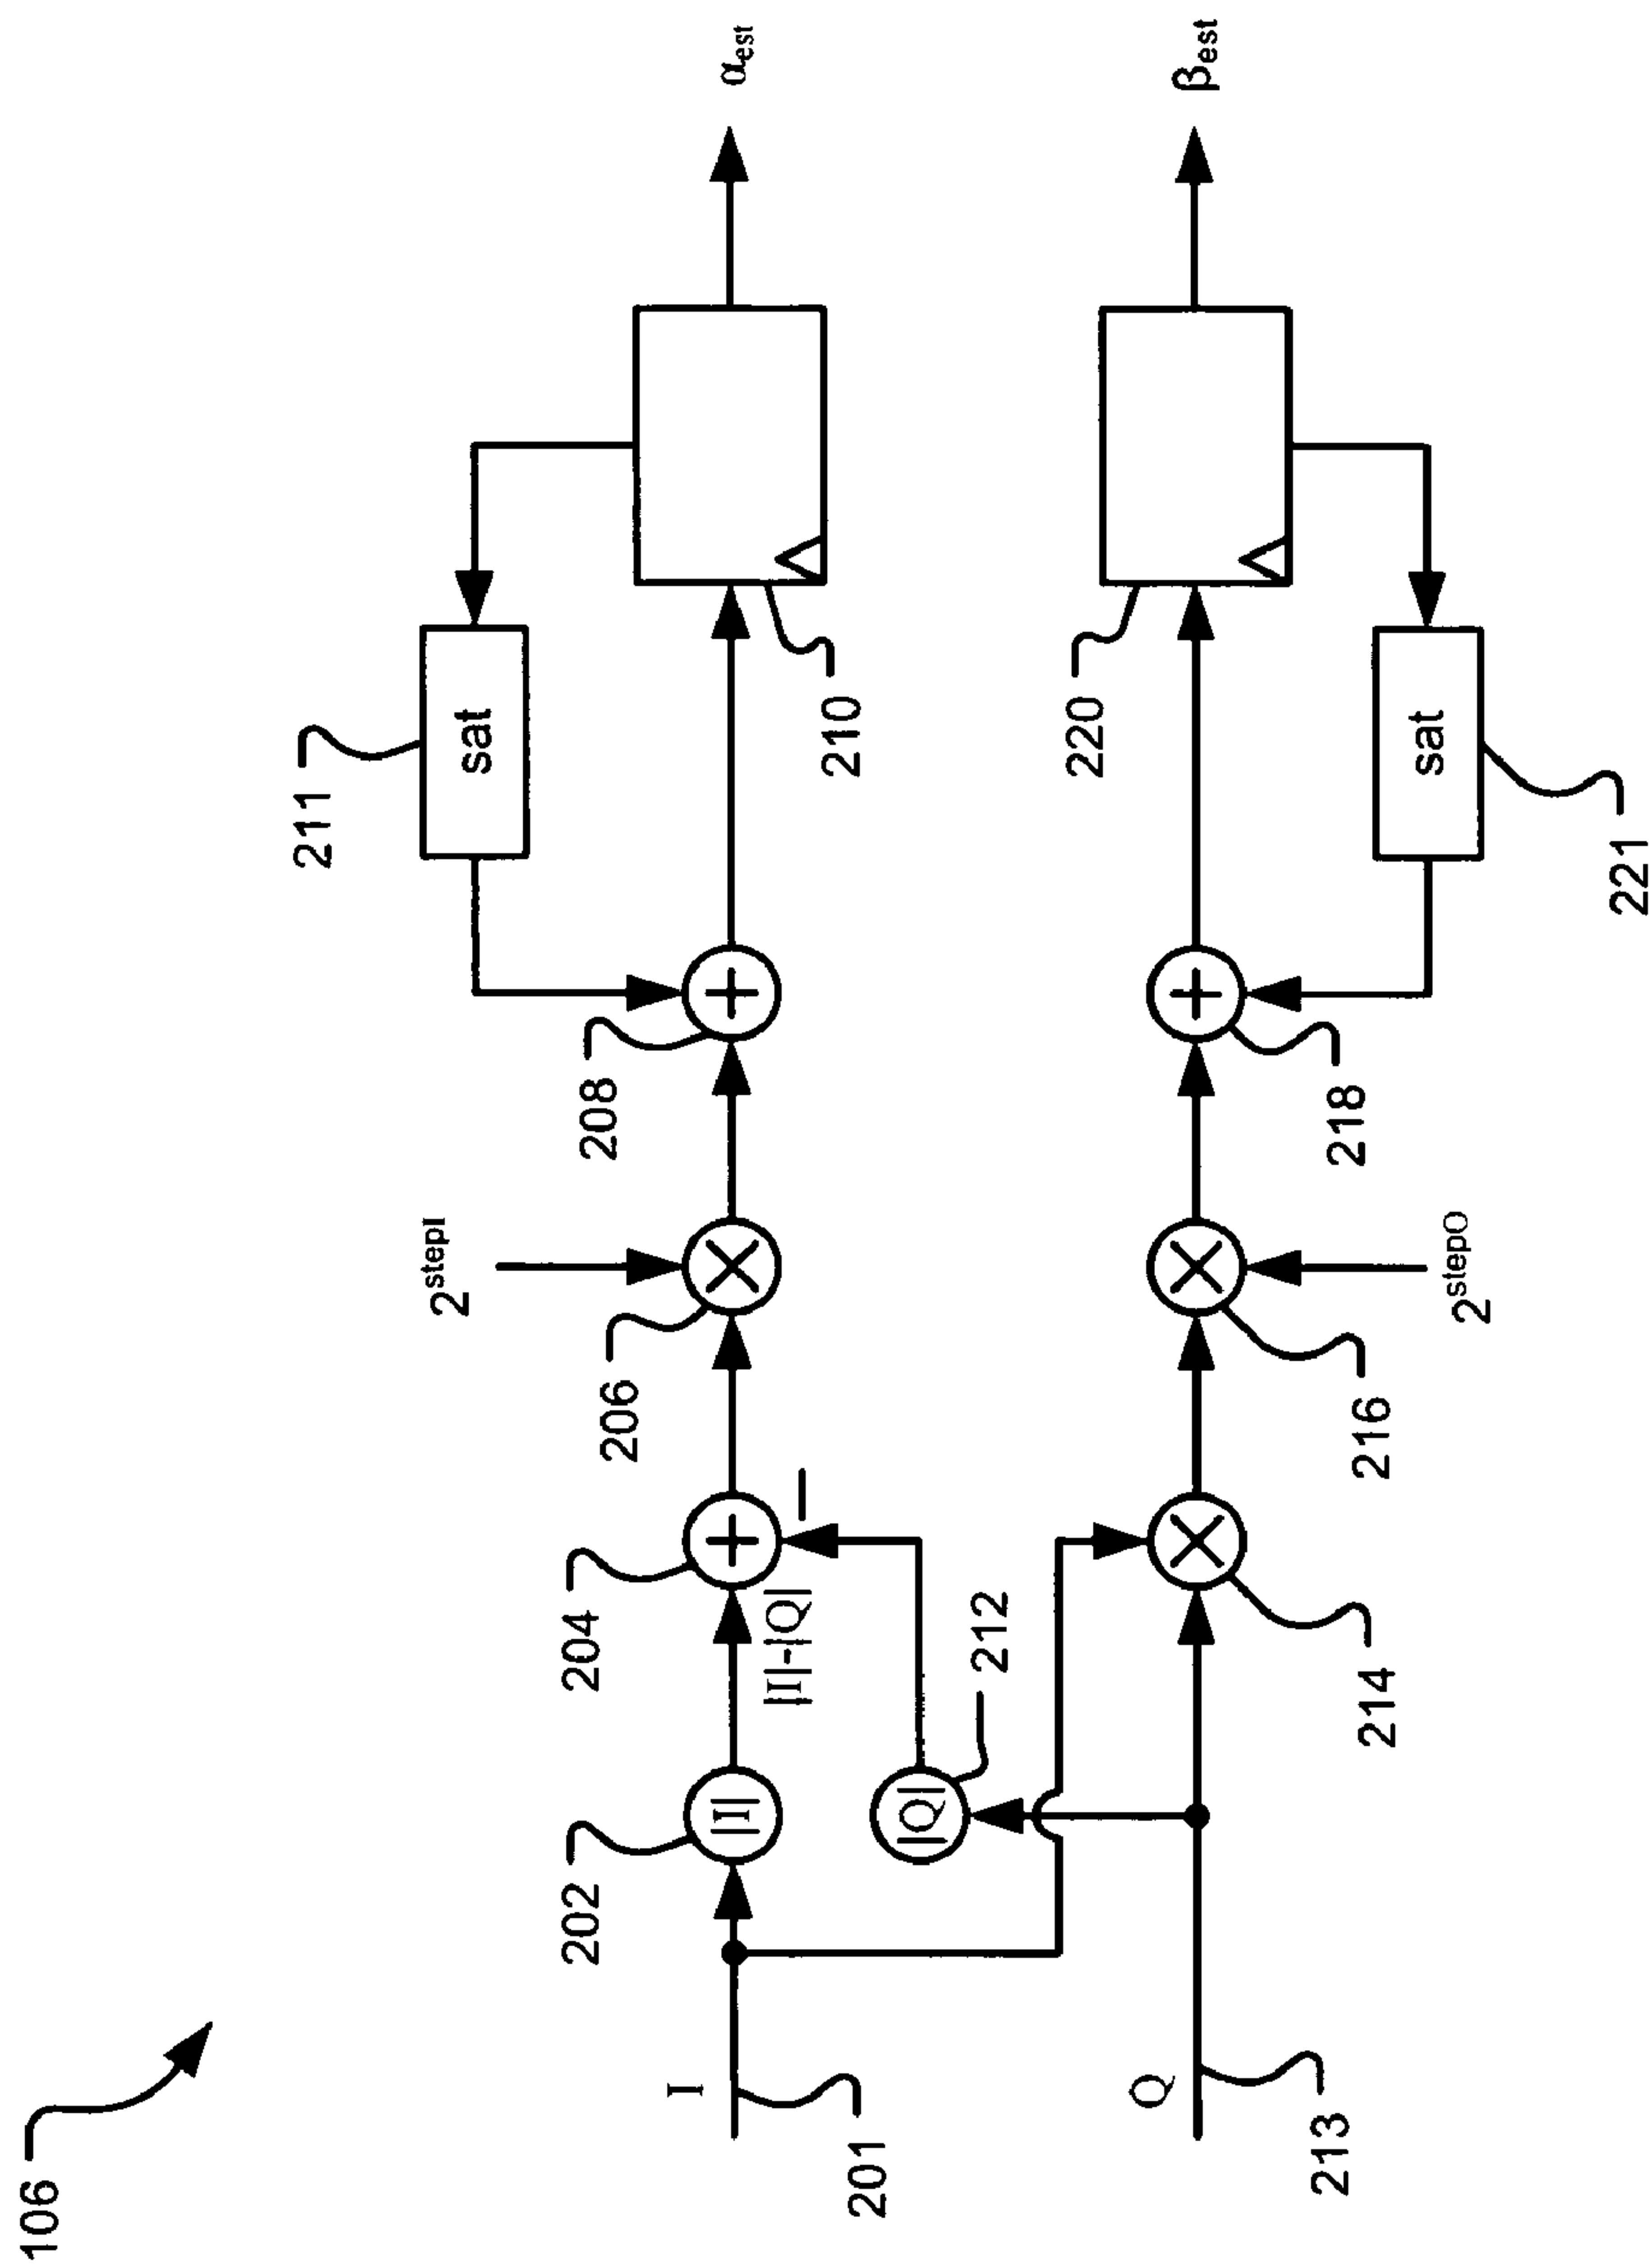 106
211
sat
2^stepI
208
206
210
α_est
204
202
|I|
|I|-|Q|
I
201
|Q|
212
220
β_est
Q
213
214
216
218
2^stepQ
sat
221